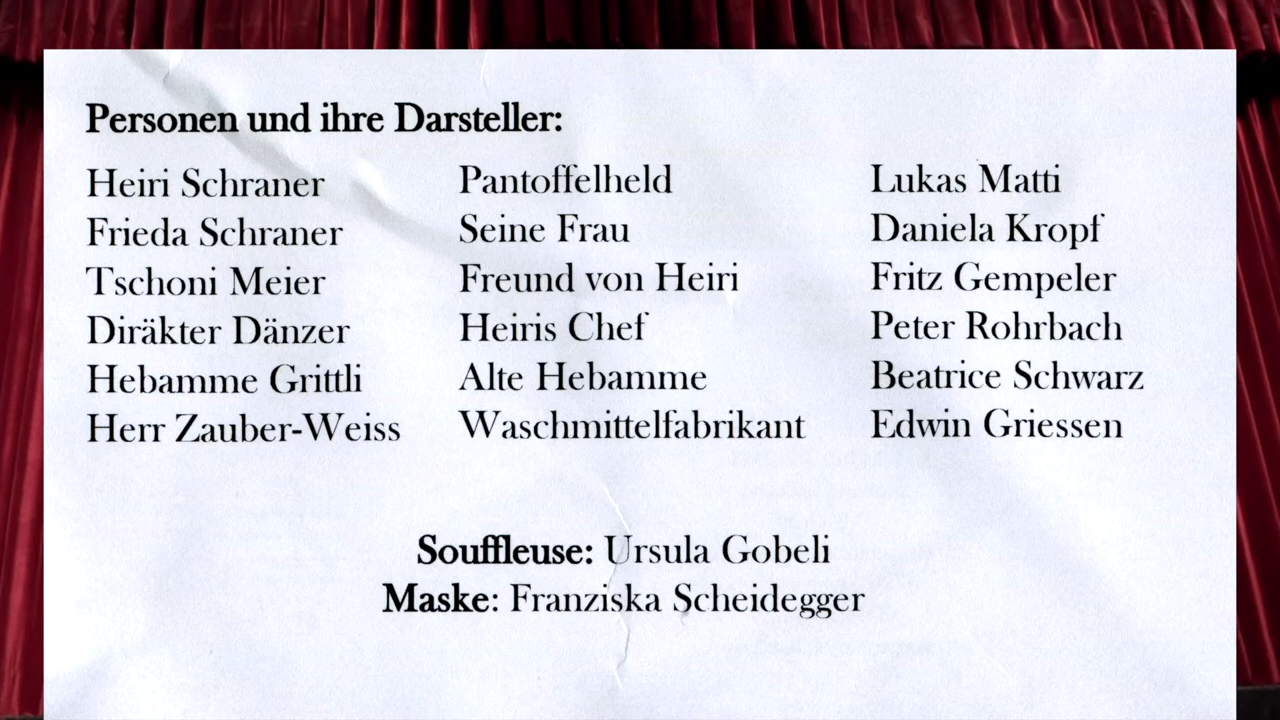 Personen und ihre Darsteller:
Heiri Schraner Pantoffelheld Lukas Matti
Frieda Schraner Seine Frau Daniela Kropf
Tschoni Meier Freund von Heiri Fritz Gempeler
Diräkter Dänzer Heiris Chef Peter Rohrbach
Hebamme Grittli Alte Hebamme Beatrice Schwarz
Herr Zauber-Weiss Waschmittelfabrikant Edwin Griessen
Souffleuse: Ursula Gobeli
Maske: Franziska Scheidegger